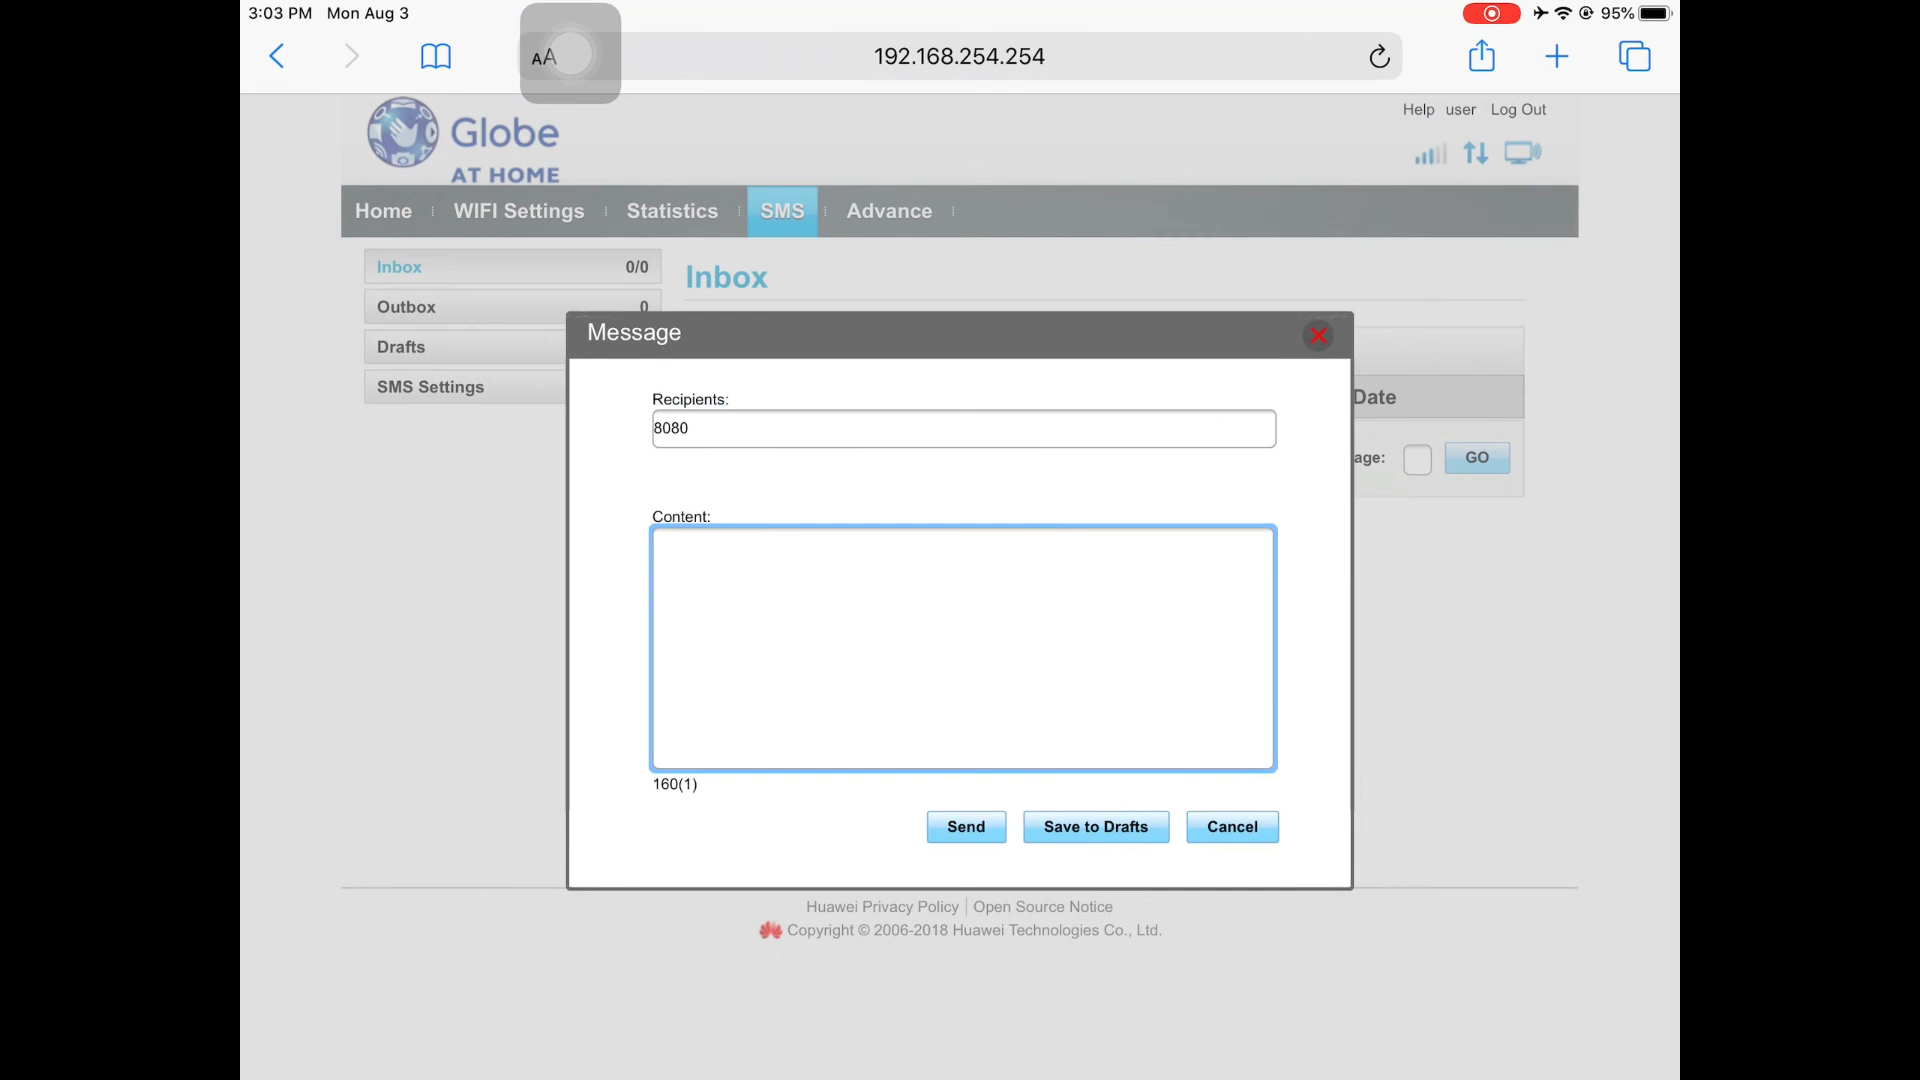 3:03 PM Mon Aug 3
95%
AA
192.168.254.254
Help user Log Out
Globe
AT HOME
Home WIFI Settings Statistics SMS Advance
Inbox 0/0
Inbox
Outbox 0
Message
Drafts
SMS Settings
Recipients:
Date
8080
age:
GO
Content:
160(1)
Send Save to Drafts Cancel
Huawei Privacy Policy | Open Source Notice
Copyright © 2006-2018 Huawei Technologies Co., Ltd.